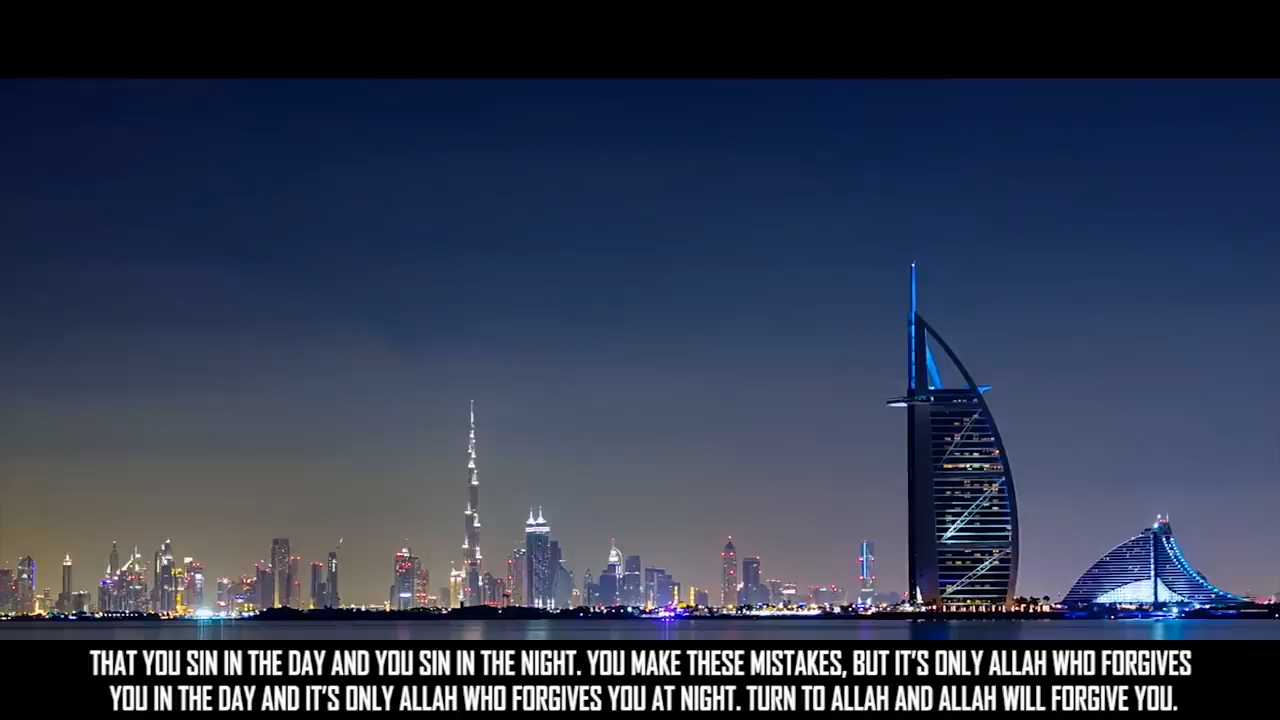 THAT YOU SIN IN THE DAY AND YOU SIN IN THE NIGHT. YOU MAKE THESE MISTAKES, BUT IT'S ONLY ALLAH WHO FORGIVES
YOU IN THE DAY AND IT'S ONLY ALLAH WHO FORGIVES YOU AT NIGHT. TURN TO ALLAH AND ALLAH WILL FORGIVE YOU.